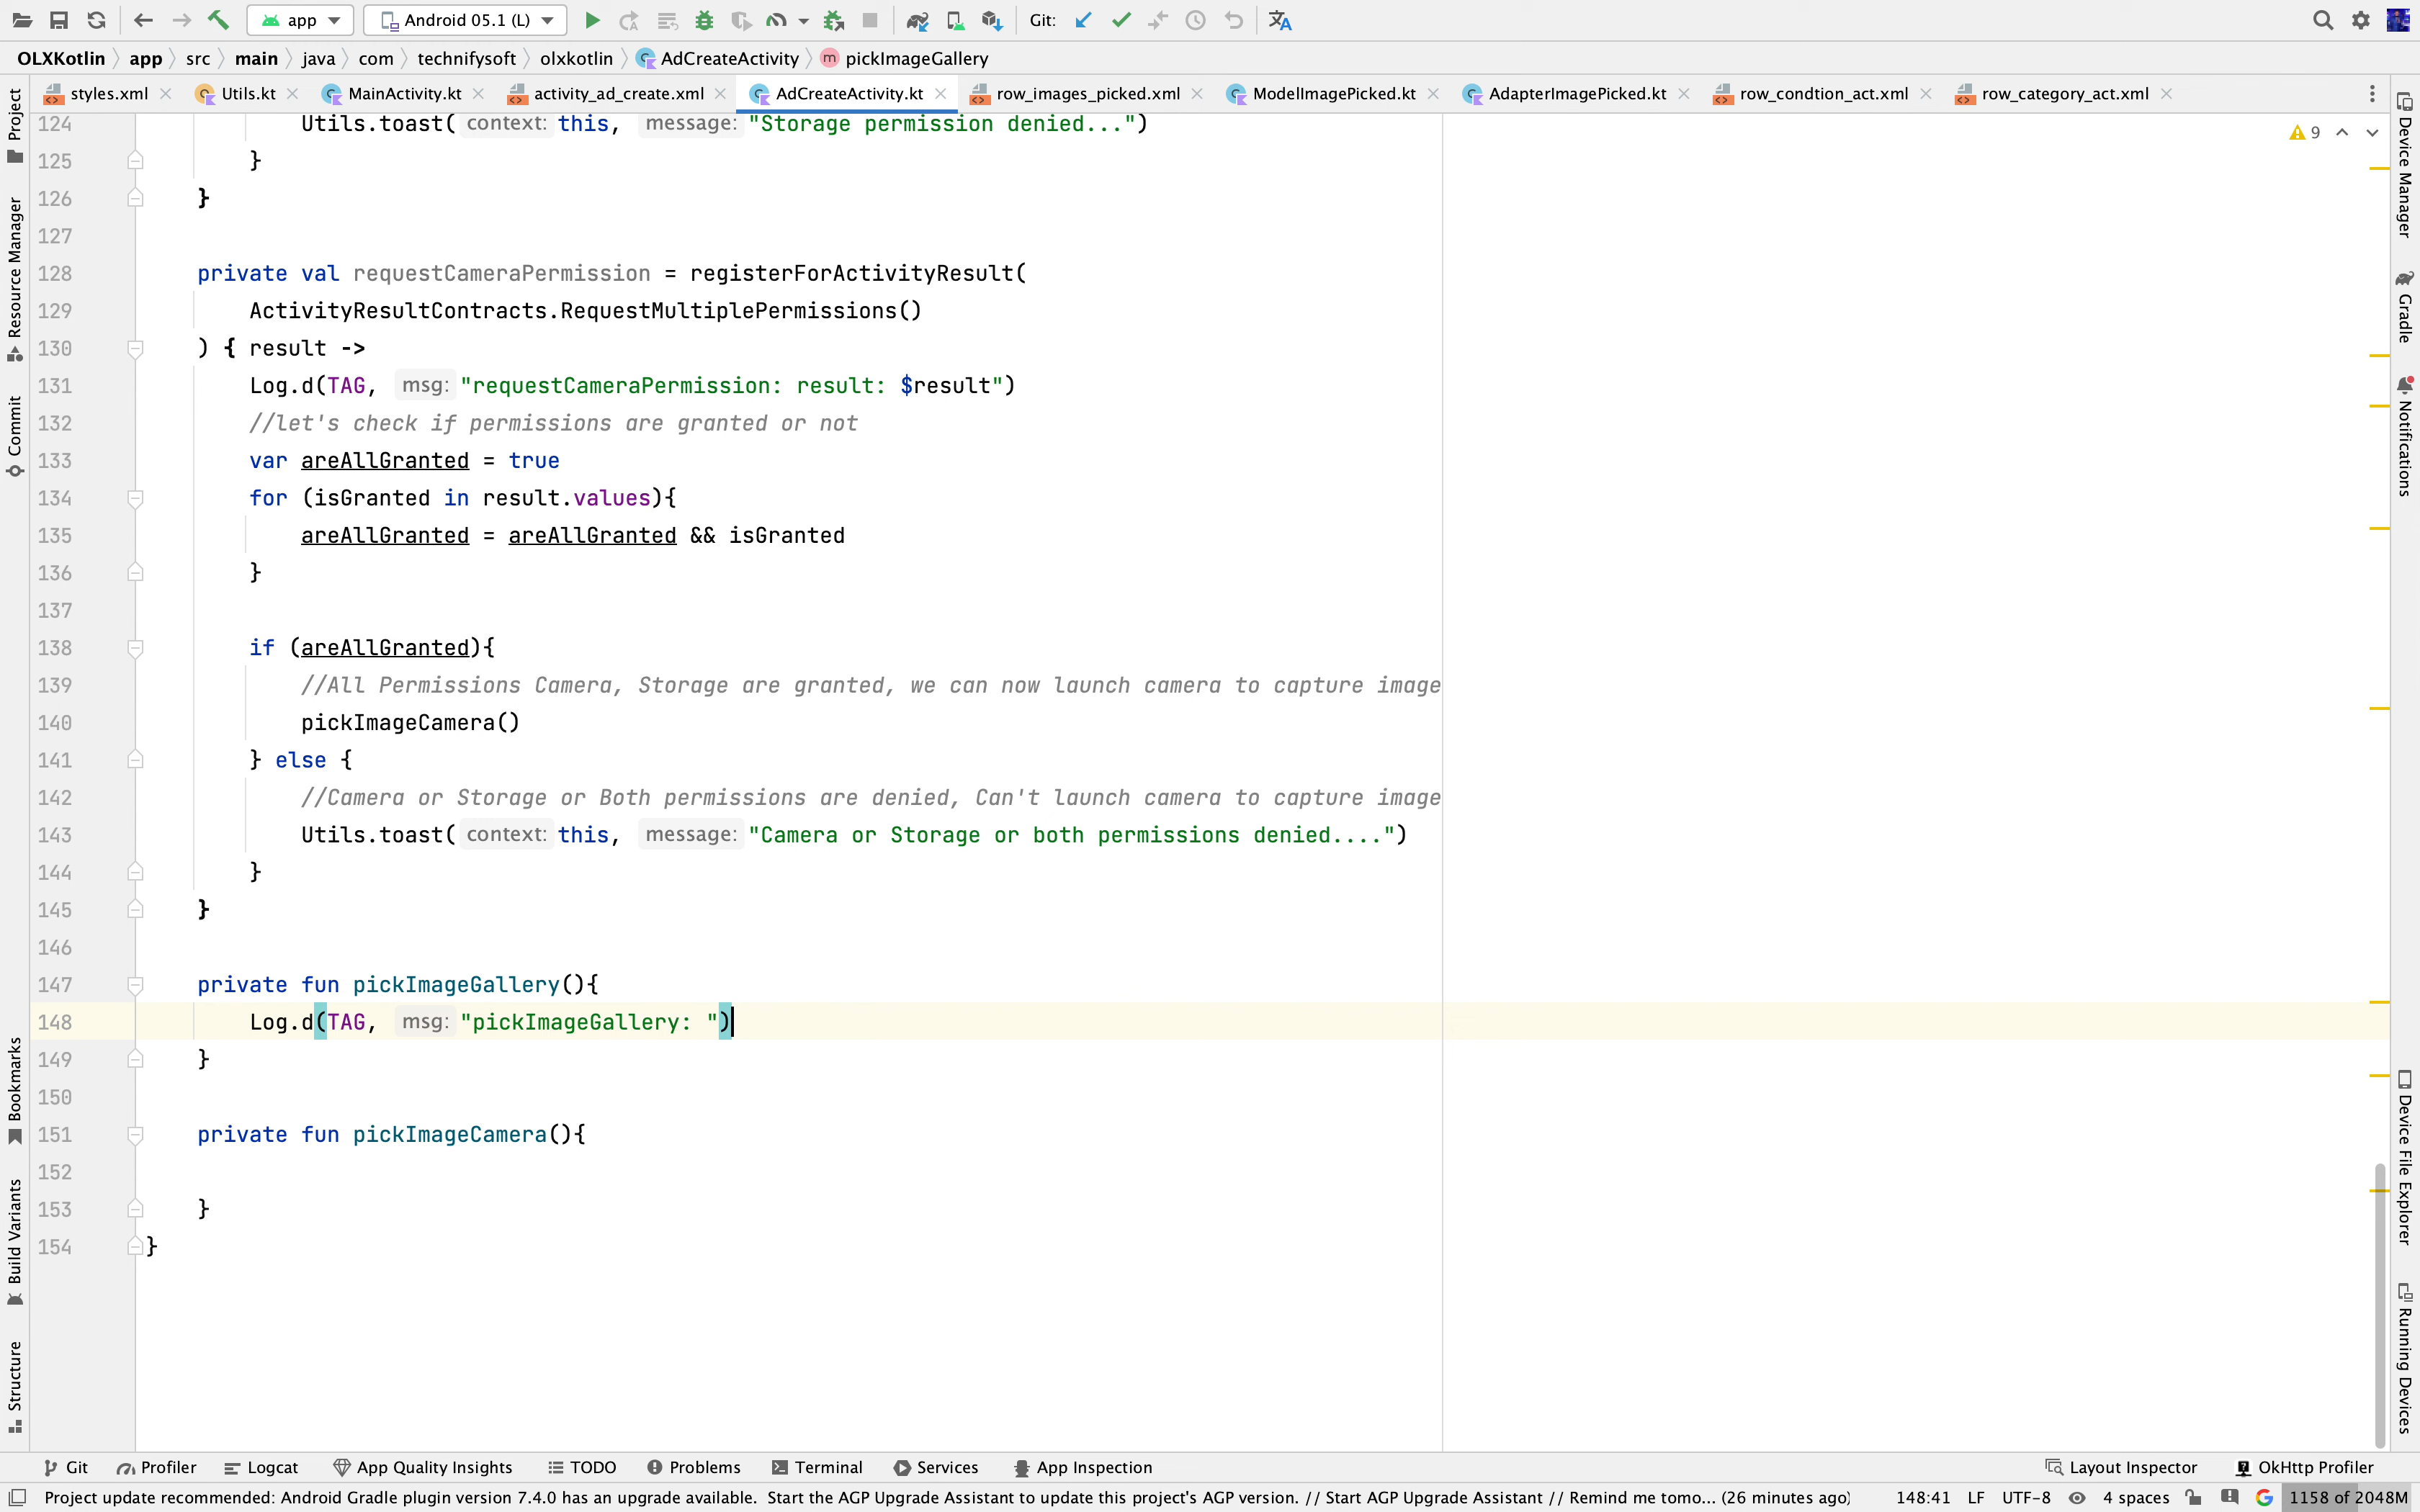 app
Android 05.1 (L)
Git:
OLXKotlin
app
src
main
java
com
technifysoft
olxkotlin
AdCreateActivity
m pickImageGallery
styles.xml
Utils.kt
MainActivity.kt
activity_ad_create.xml
AdCreateActivity.kt
row_images_picked.xml
ModelImagePicked.kt
AdapterImagePicked.kt
row_condtion_act.xml
row_category_act.xml
Project
Resource Manager
Commit
Bookmarks
Build Variants
Structure
9
124 Utils.toast( context: this, message: "Storage permission denied...")
125 }
126 }
127
128 private val requestCameraPermission = registerForActivityResult(
129 ActivityResultContracts.RequestMultiplePermissions()
130 ) { result ->
131 Log.d(TAG, msg: "requestCameraPermission: result: $result")
132 //let's check if permissions are granted or not
133 var areAllGranted = true
134 for (isGranted in result.values){
135 areAllGranted = areAllGranted && isGranted
136 }
137
138 if (areAllGranted){
139 //All Permissions Camera, Storage are granted, we can now launch camera to capture image
140 pickImageCamera()
141 } else {
142 //Camera or Storage or Both permissions are denied, Can't launch camera to capture image
143 Utils.toast( context: this, message: "Camera or Storage or both permissions denied....")
144 }
145 }
146
147 private fun pickImageGallery(){
148 Log.d(TAG, msg: "pickImageGallery: ")
149 }
150
151 private fun pickImageCamera(){
152
153 }
154 }
Device Manager
Gradle
Notifications
Device File Explorer
Running Devices
Git
Profiler
Logcat
App Quality Insights
TODO
Problems
Terminal
Services
App Inspection
Layout Inspector
OkHttp Profiler
Project update recommended: Android Gradle plugin version 7.4.0 has an upgrade available. Start the AGP Upgrade Assistant to update this project's AGP version. // Start AGP Upgrade Assistant // Remind me tomo... (26 minutes ago)
148:41
LF
UTF-8
4 spaces
1158 of 2048M